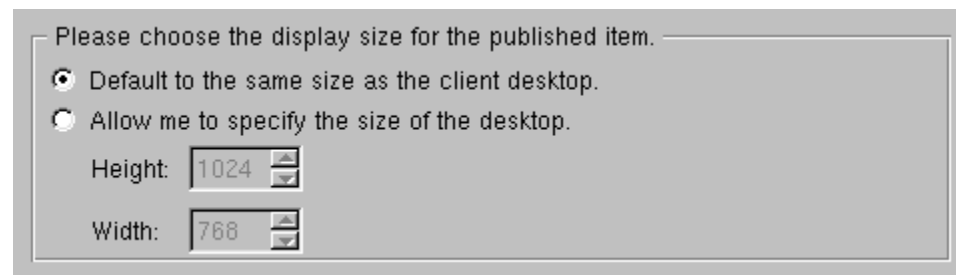 Please choose the display size for the published item.
Default to the same size as the client desktop.
Allow me to specify the size of the desktop.
Height: 1024
Width: 768